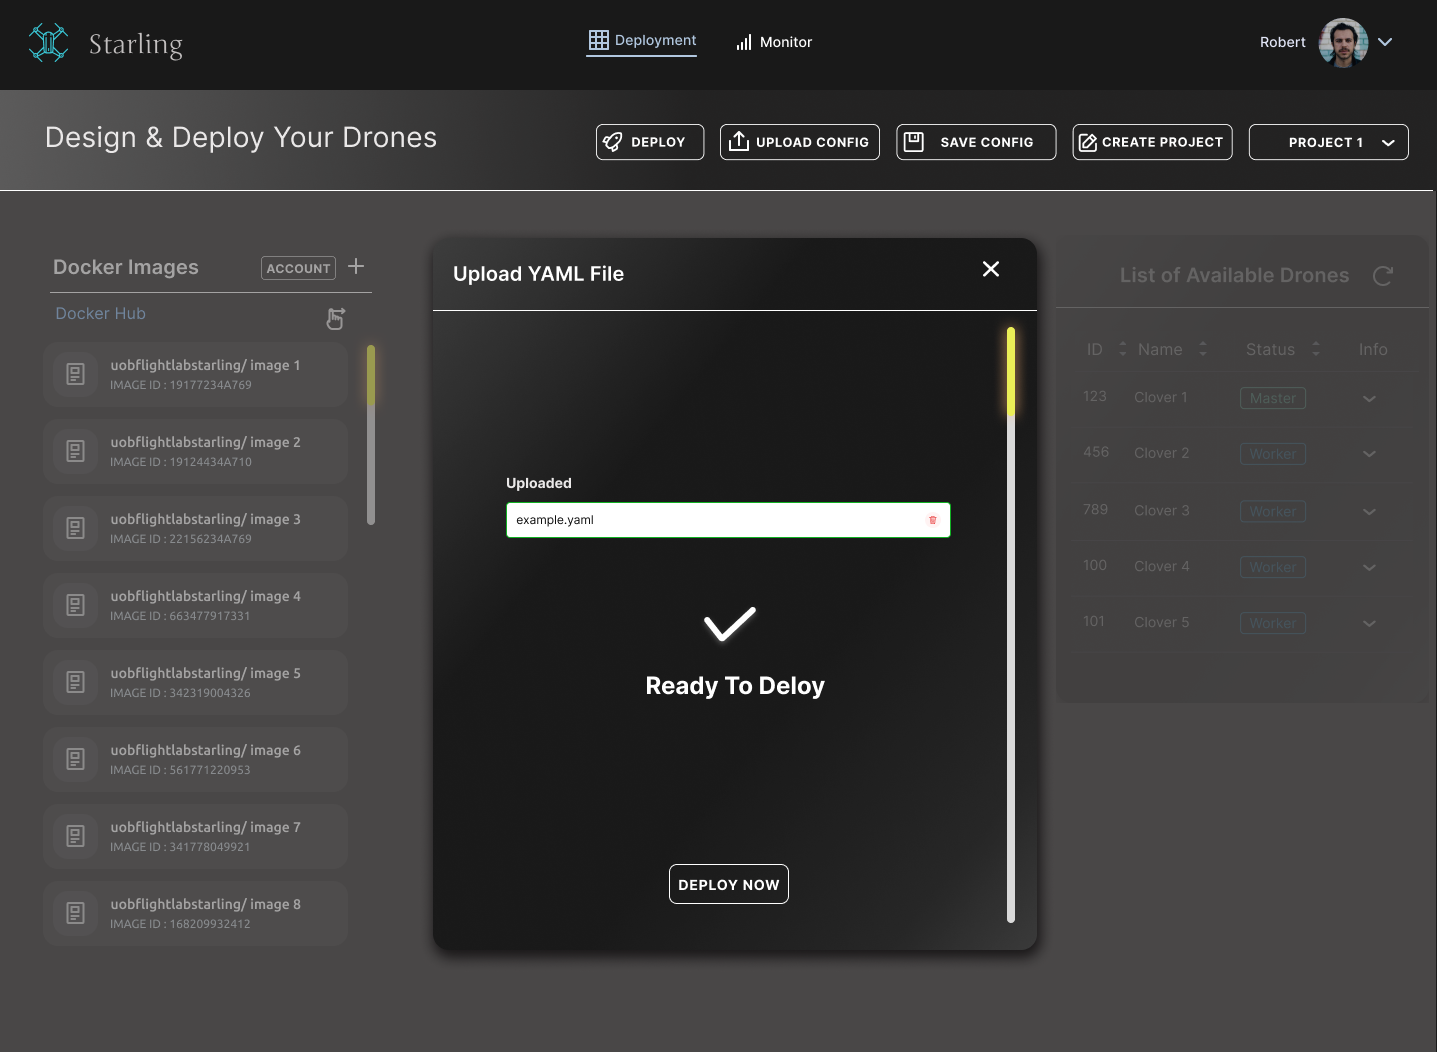 Starling
Deployment
Monitor
Robert
Design & Deploy Your Drones
DEPLOY
UPLOAD CONFIG
SAVE CONFIG
CREATE PROJECT
PROJECT 1
Docker Images
ACCOUNT
Docker Hub
uobflightlabstarling/ image 1
IMAGE ID : 19177234A769
uobflightlabstarling/ image 2
IMAGE ID : 19124434A710
uobflightlabstarling/ image 3
IMAGE ID : 22156234A769
uobflightlabstarling/ image 4
IMAGE ID : 663477917331
uobflightlabstarling/ image 5
IMAGE ID : 342319004326
uobflightlabstarling/ image 6
IMAGE ID : 561771220953
uobflightlabstarling/ image 7
IMAGE ID : 341778049921
uobflightlabstarling/ image 8
IMAGE ID : 168209932412
Upload YAML File
Uploaded
example.yaml
Ready To Deloy
DEPLOY NOW
List of Available Drones
ID Name Status Info
123 Clover 1 Master
456 Clover 2 Worker
789 Clover 3 Worker
100 Clover 4 Worker
101 Clover 5 Worker